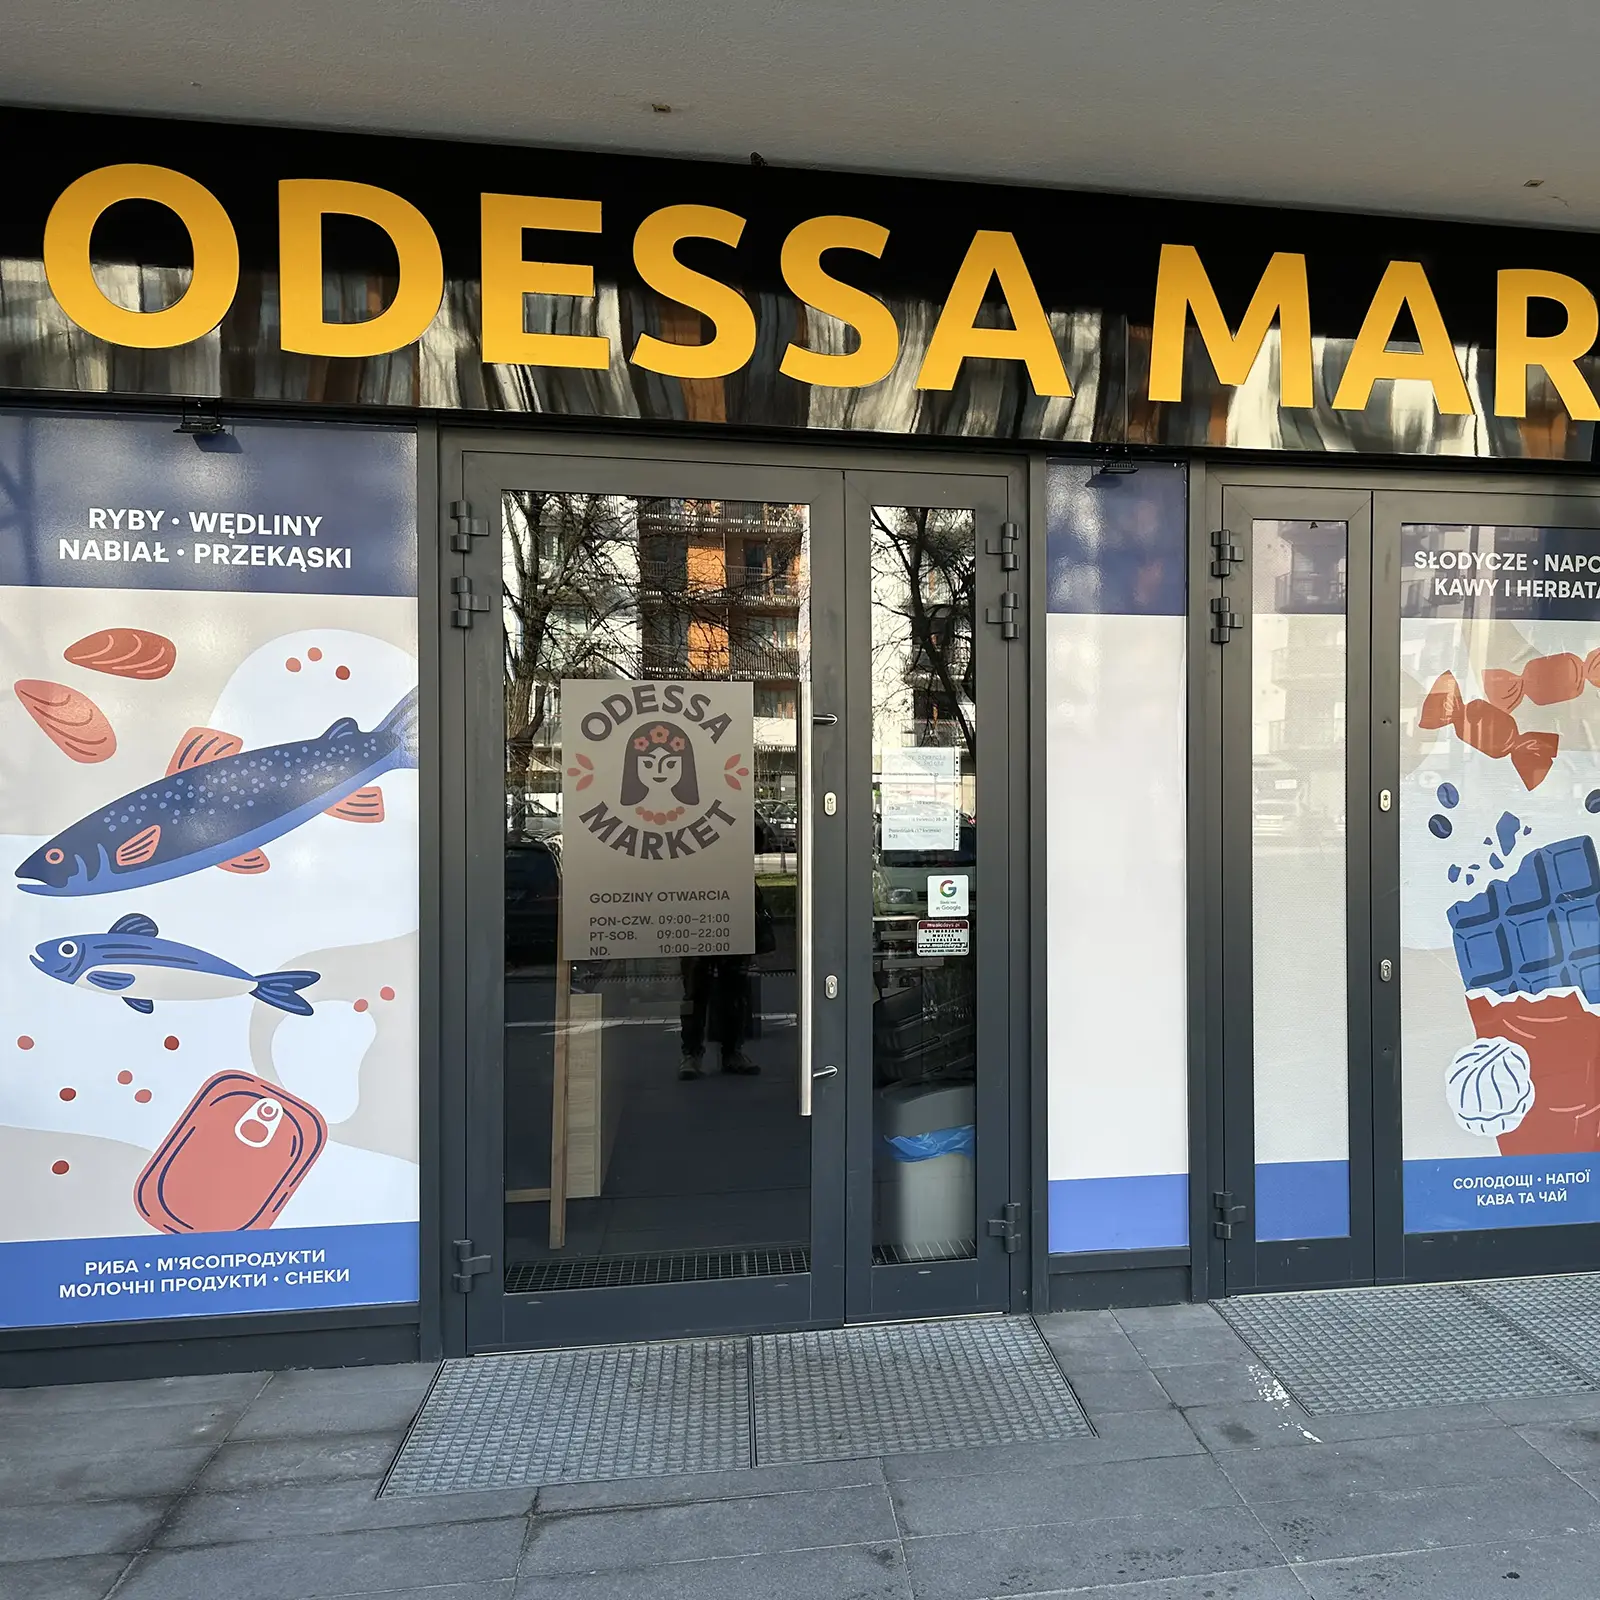 ODESSA MAR
RYBY • WĘDLINY
NABIAŁ • PRZEKĄSKI
SŁODYCZE • NAPO
KAWY I HERBATA
ODESSA
MARKET
GODZINY OTWARCIA
PON-CZW. 09:00–21:00
PT-SOB. 09:00–22:00
ND. 10:00–20:00
Google
РИБА • М'ЯСОПРОДУКТИ
МОЛОЧНІ ПРОДУКТИ • СНЕКИ
СОЛОДОЩІ • НАПОЇ
КАВА ТА ЧАЙ